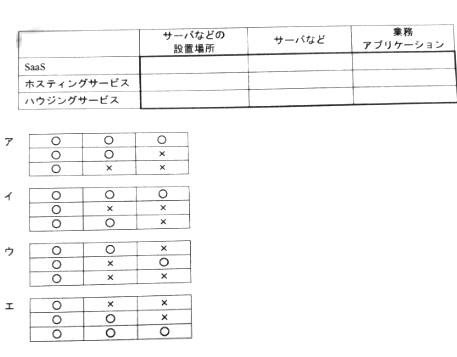 サーバなどの
設置場所 サーバなど 業務
アプリケーション
SaaS
ホスティングサービス
ハウジングサービス
ア ○ ○ ○
○ ○ ×
○ × ×
イ ○ ○ ○
○ × ×
○ ○ ×
ウ ○ ○ ×
○ × ○
○ × ×
エ ○ × ×
○ ○ ×
○ ○ ○